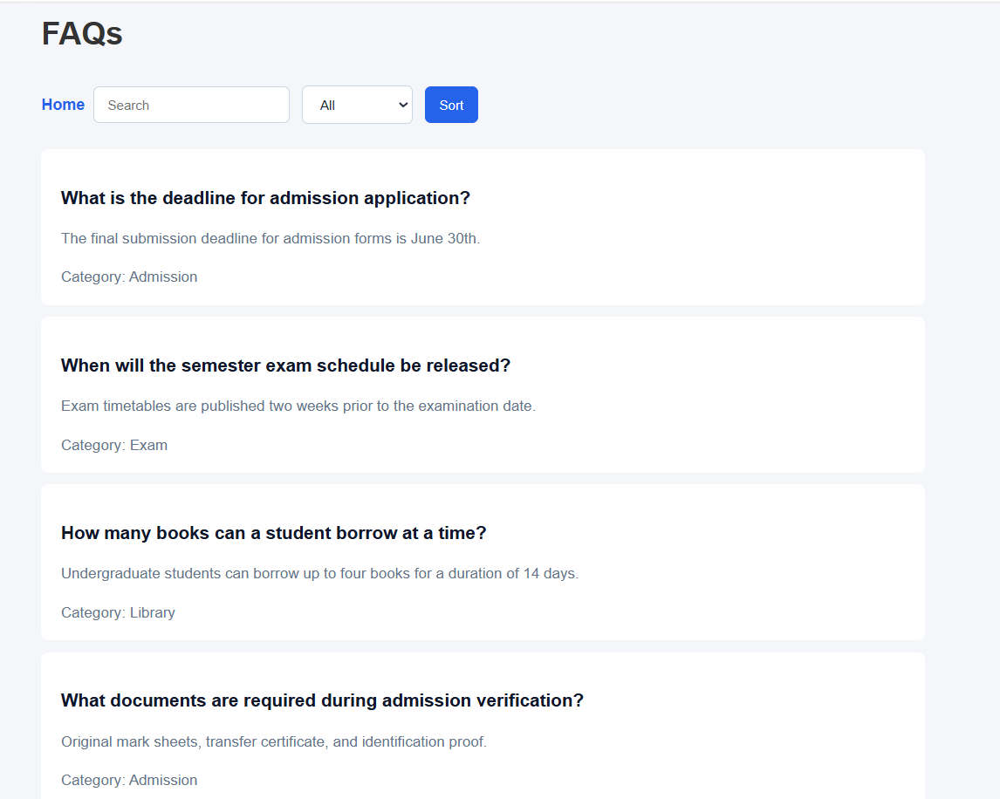 FAQs
Home Search All Sort
What is the deadline for admission application?
The final submission deadline for admission forms is June 30th.
Category: Admission
When will the semester exam schedule be released?
Exam timetables are published two weeks prior to the examination date.
Category: Exam
How many books can a student borrow at a time?
Undergraduate students can borrow up to four books for a duration of 14 days.
Category: Library
What documents are required during admission verification?
Original mark sheets, transfer certificate, and identification proof.
Category: Admission